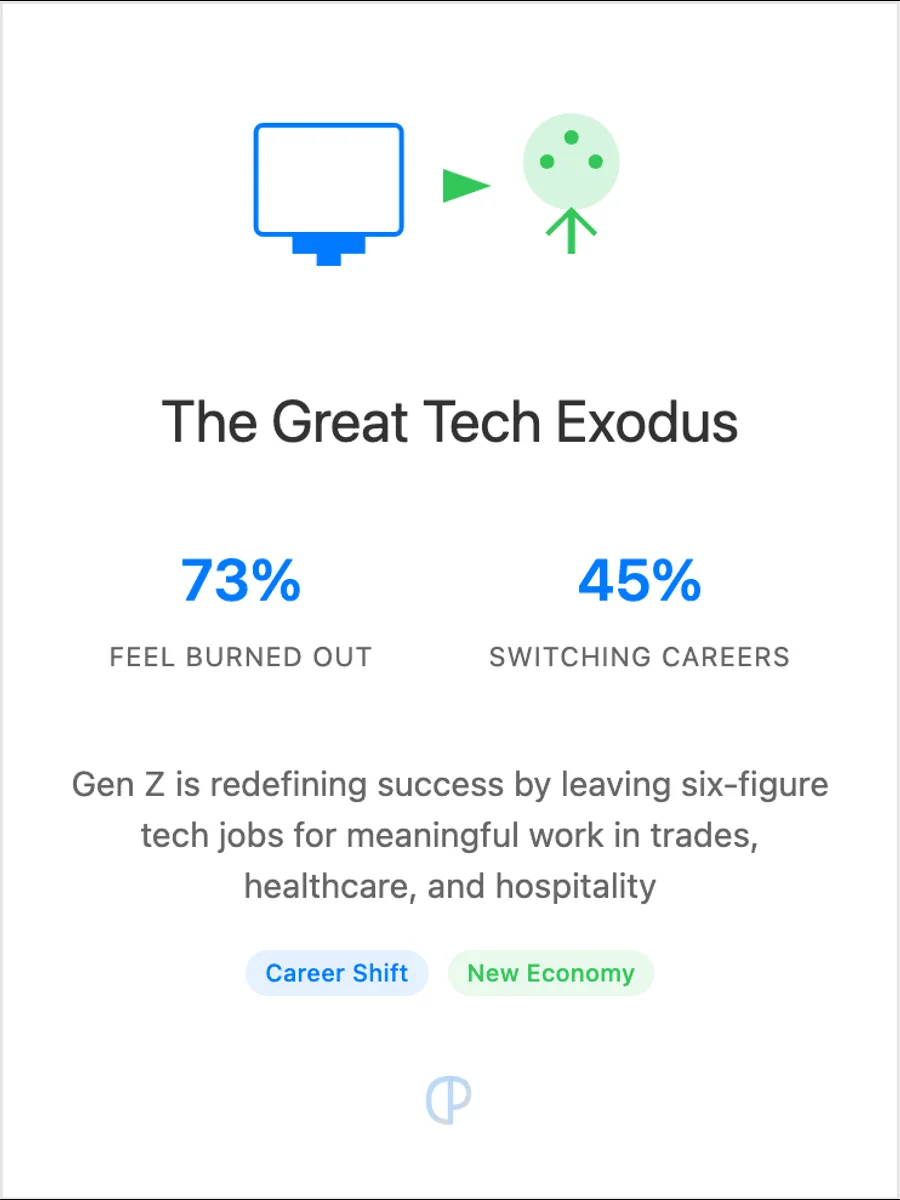 The Great Tech Exodus
73%
45%
FEEL BURNED OUT
SWITCHING CAREERS
Gen Z is redefining success by leaving six-figure
tech jobs for meaningful work in trades,
healthcare, and hospitality
Career Shift
New Economy